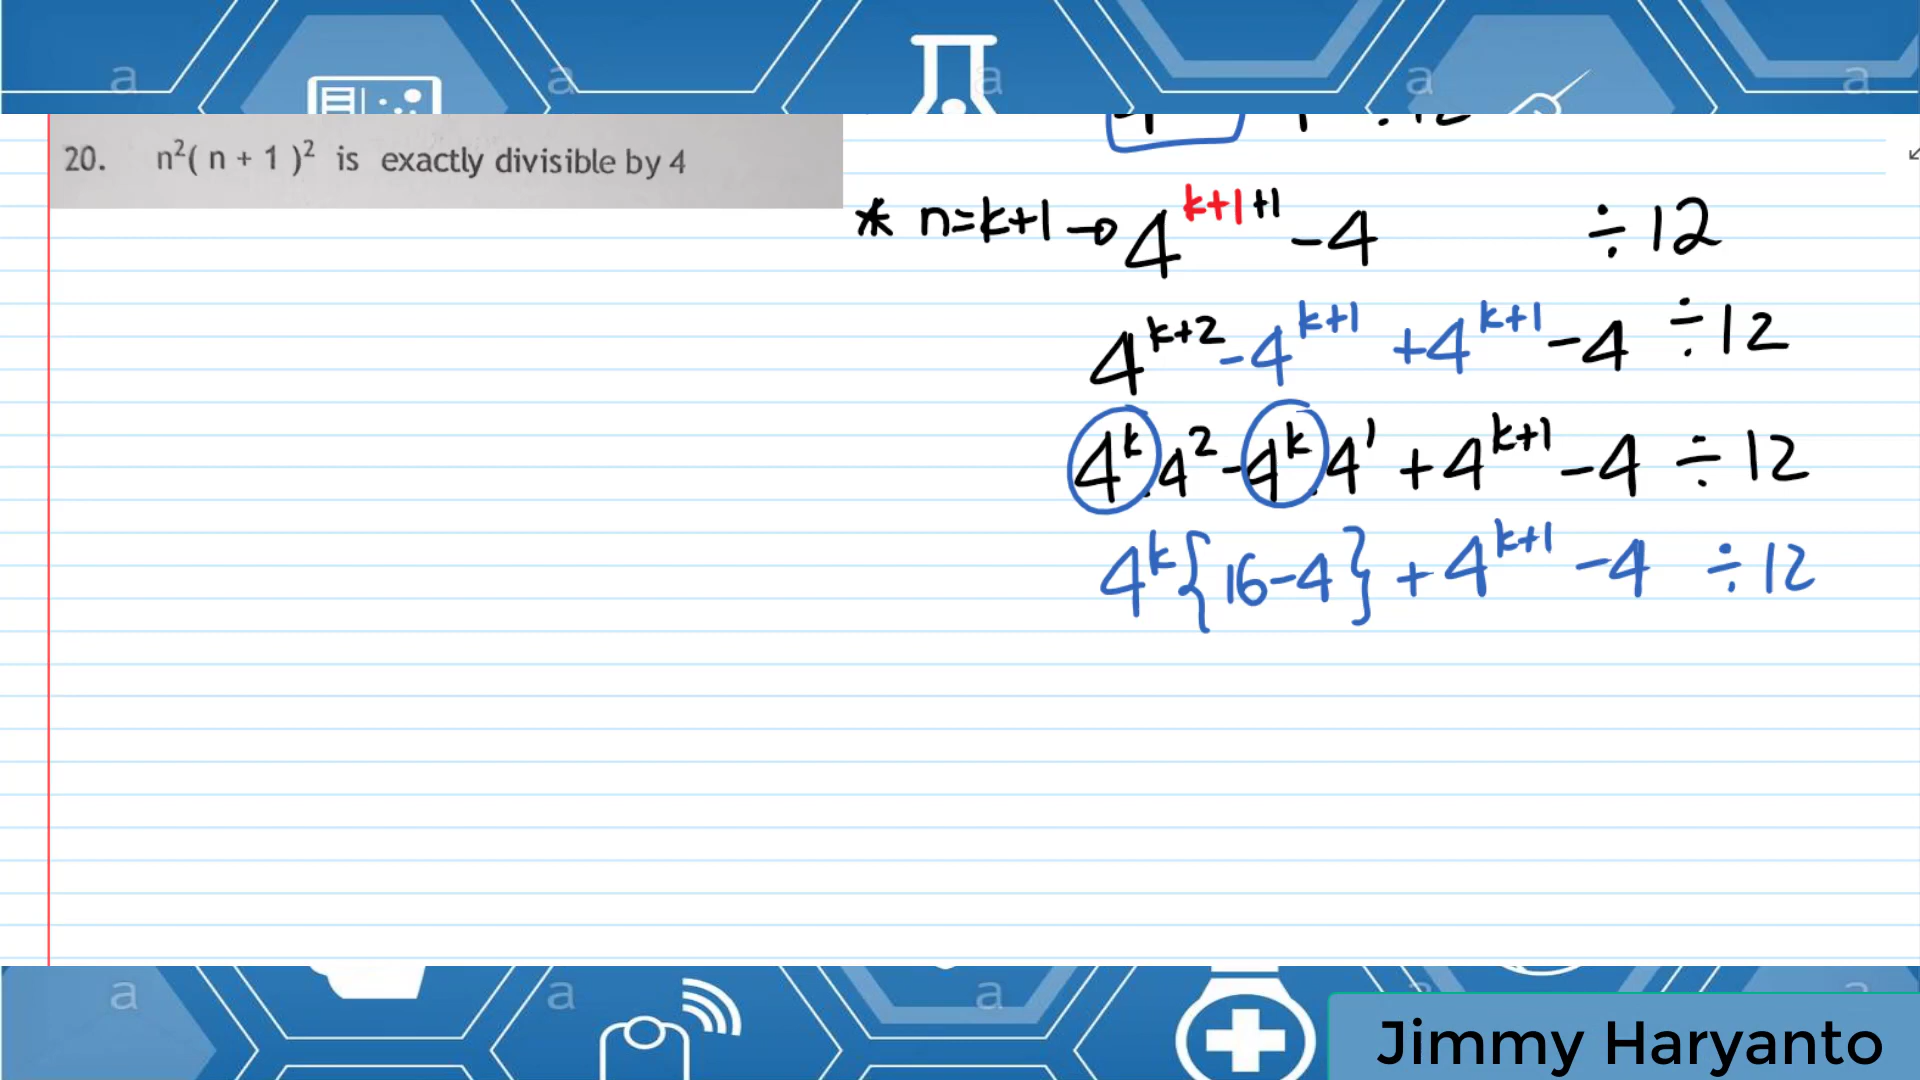 20. n²( n + 1 )² is exactly divisible by 4
* n=k+1 → 4^{k+1+1} -4 ÷12
4^{k+2} -4^{k+1} +4^{k+1} -4 ÷12
4^k.4² -4^k.4¹ +4^{k+1} -4 ÷12
4^k{16-4} +4^{k+1} -4 ÷12
Jimmy Haryanto